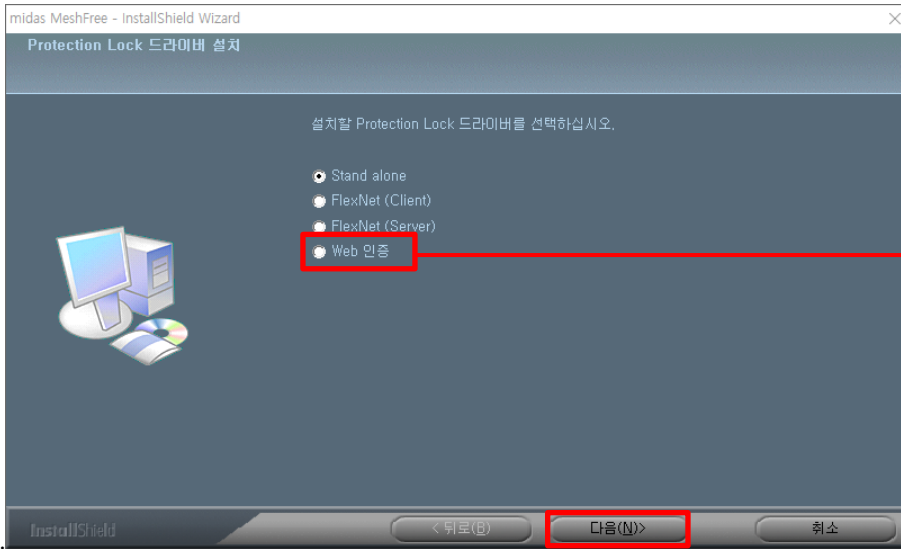 midas MeshFree - InstallShield Wizard
Protection Lock 드라이버 설치
설치할 Protection Lock 드라이버를 선택하십시오.
Stand alone
FlexNet (Client)
FlexNet (Server)
Web 인증
InstallShield
< 뒤로(B)
다음(N)>
취소